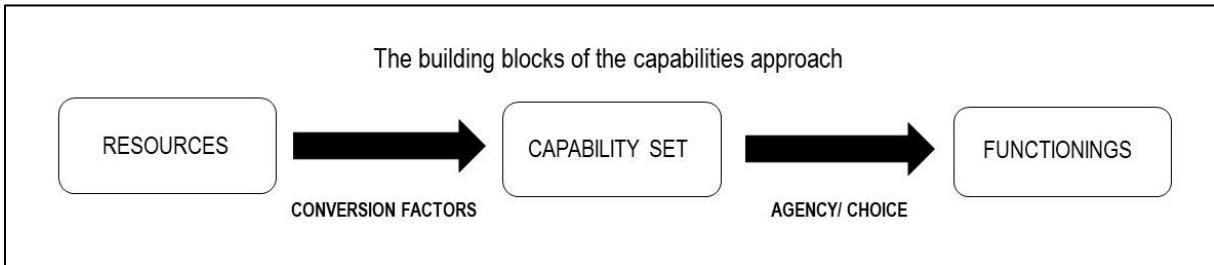 The building blocks of the capabilities approach
RESOURCES
CAPABILITY SET
FUNCTIONINGS
CONVERSION FACTORS
AGENCY/ CHOICE